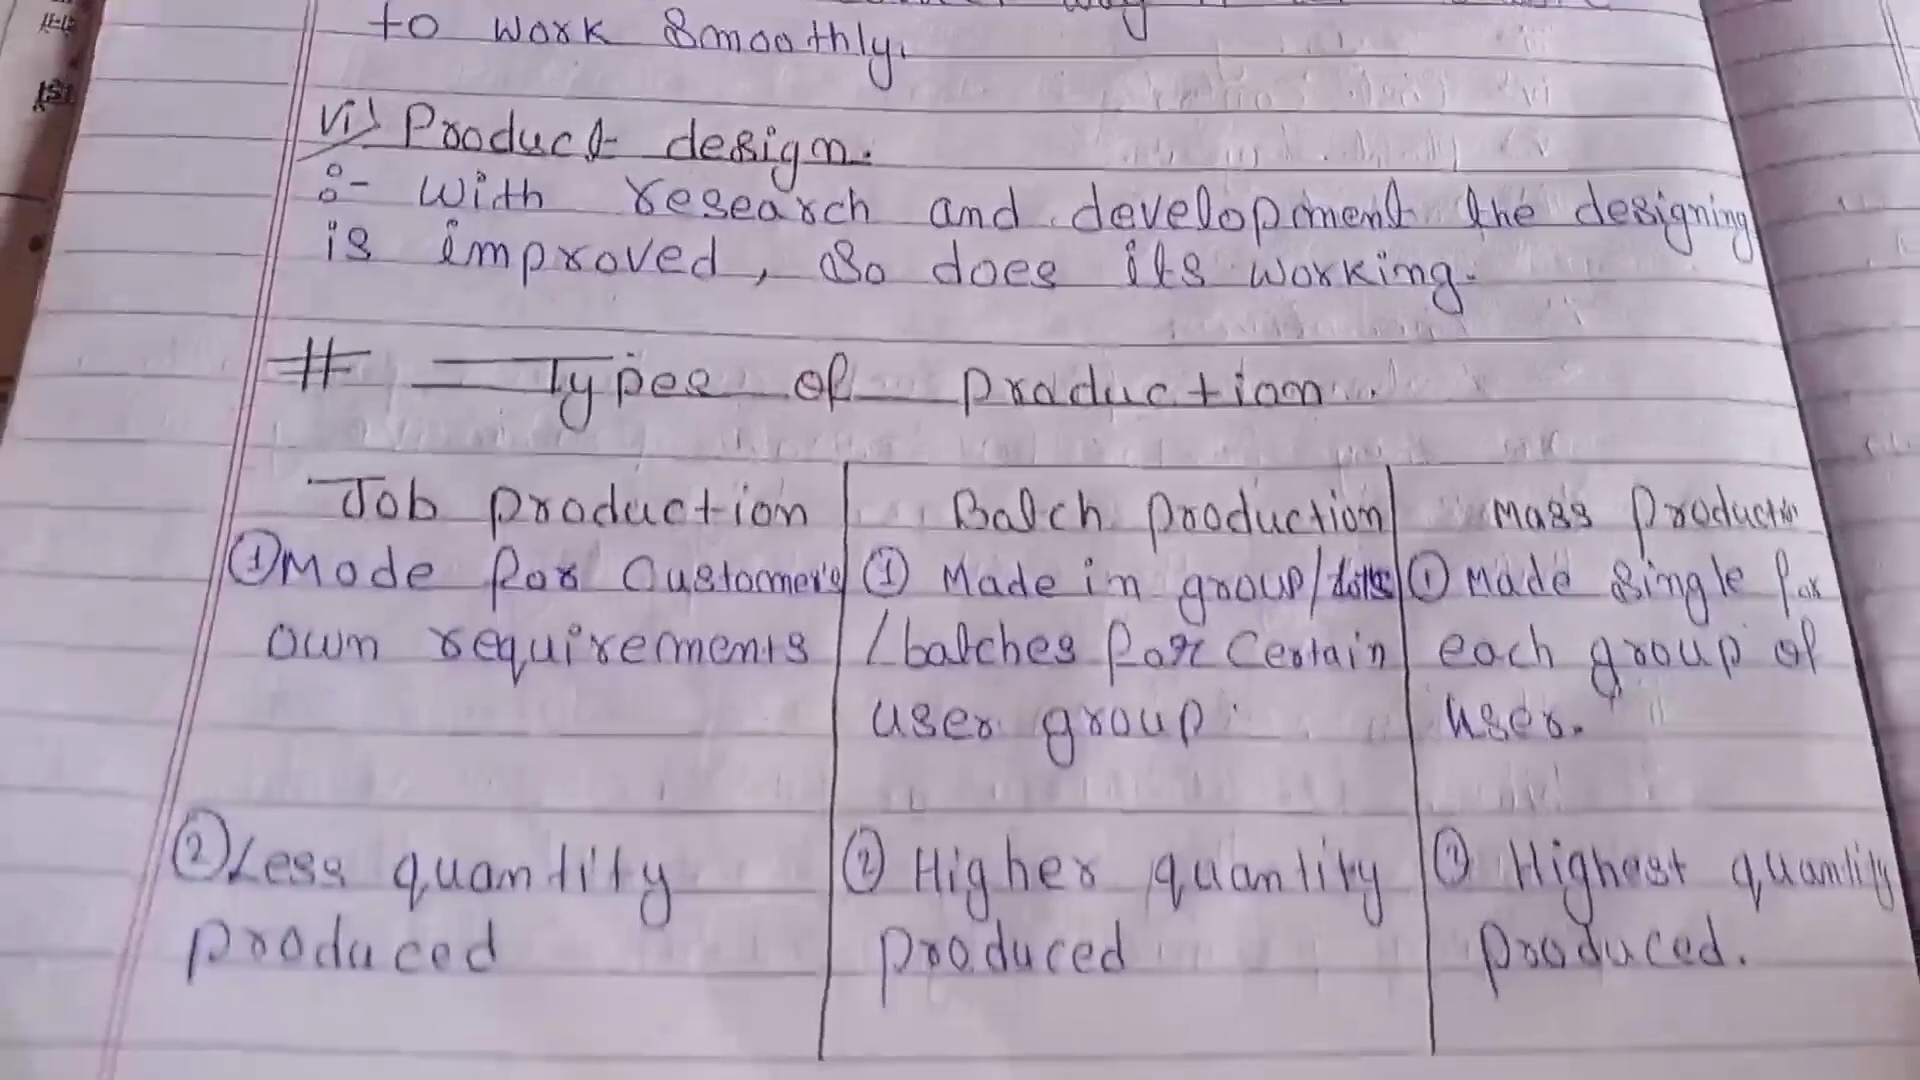 to work smoothly.
vi) Product design.
:- With research and development the designing
is improved, so does its working.
# Types of production.
Job production
① Made for Customer's
own requirements
② Less quantity
produced
Batch production
① Made in group/lots
/batches for Certain
user group
② Higher quantity
produced
Mass Production
① Made single for
each group of
user.
② Highest quantity
produced.